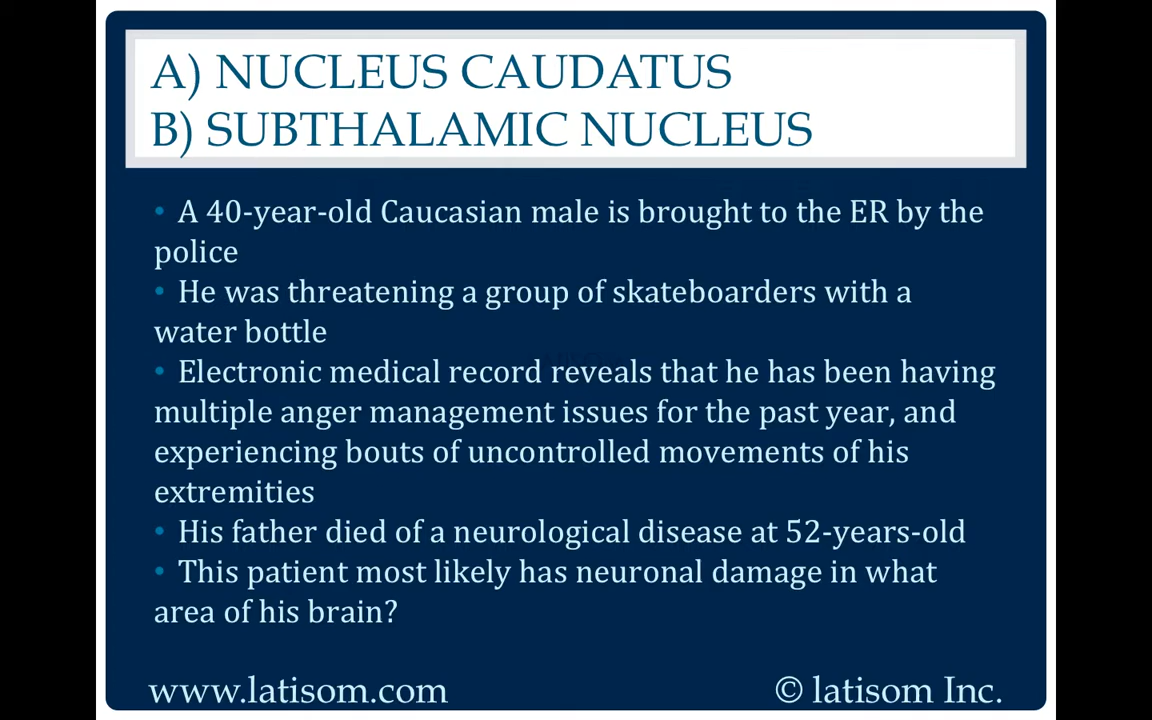 A) NUCLEUS CAUDATUS
B) SUBTHALAMIC NUCLEUS
• A 40-year-old Caucasian male is brought to the ER by the
police
• He was threatening a group of skateboarders with a
water bottle
• Electronic medical record reveals that he has been having
multiple anger management issues for the past year, and
experiencing bouts of uncontrolled movements of his
extremities
• His father died of a neurological disease at 52-years-old
• This patient most likely has neuronal damage in what
area of his brain?
www.latisom.com © latisom Inc.